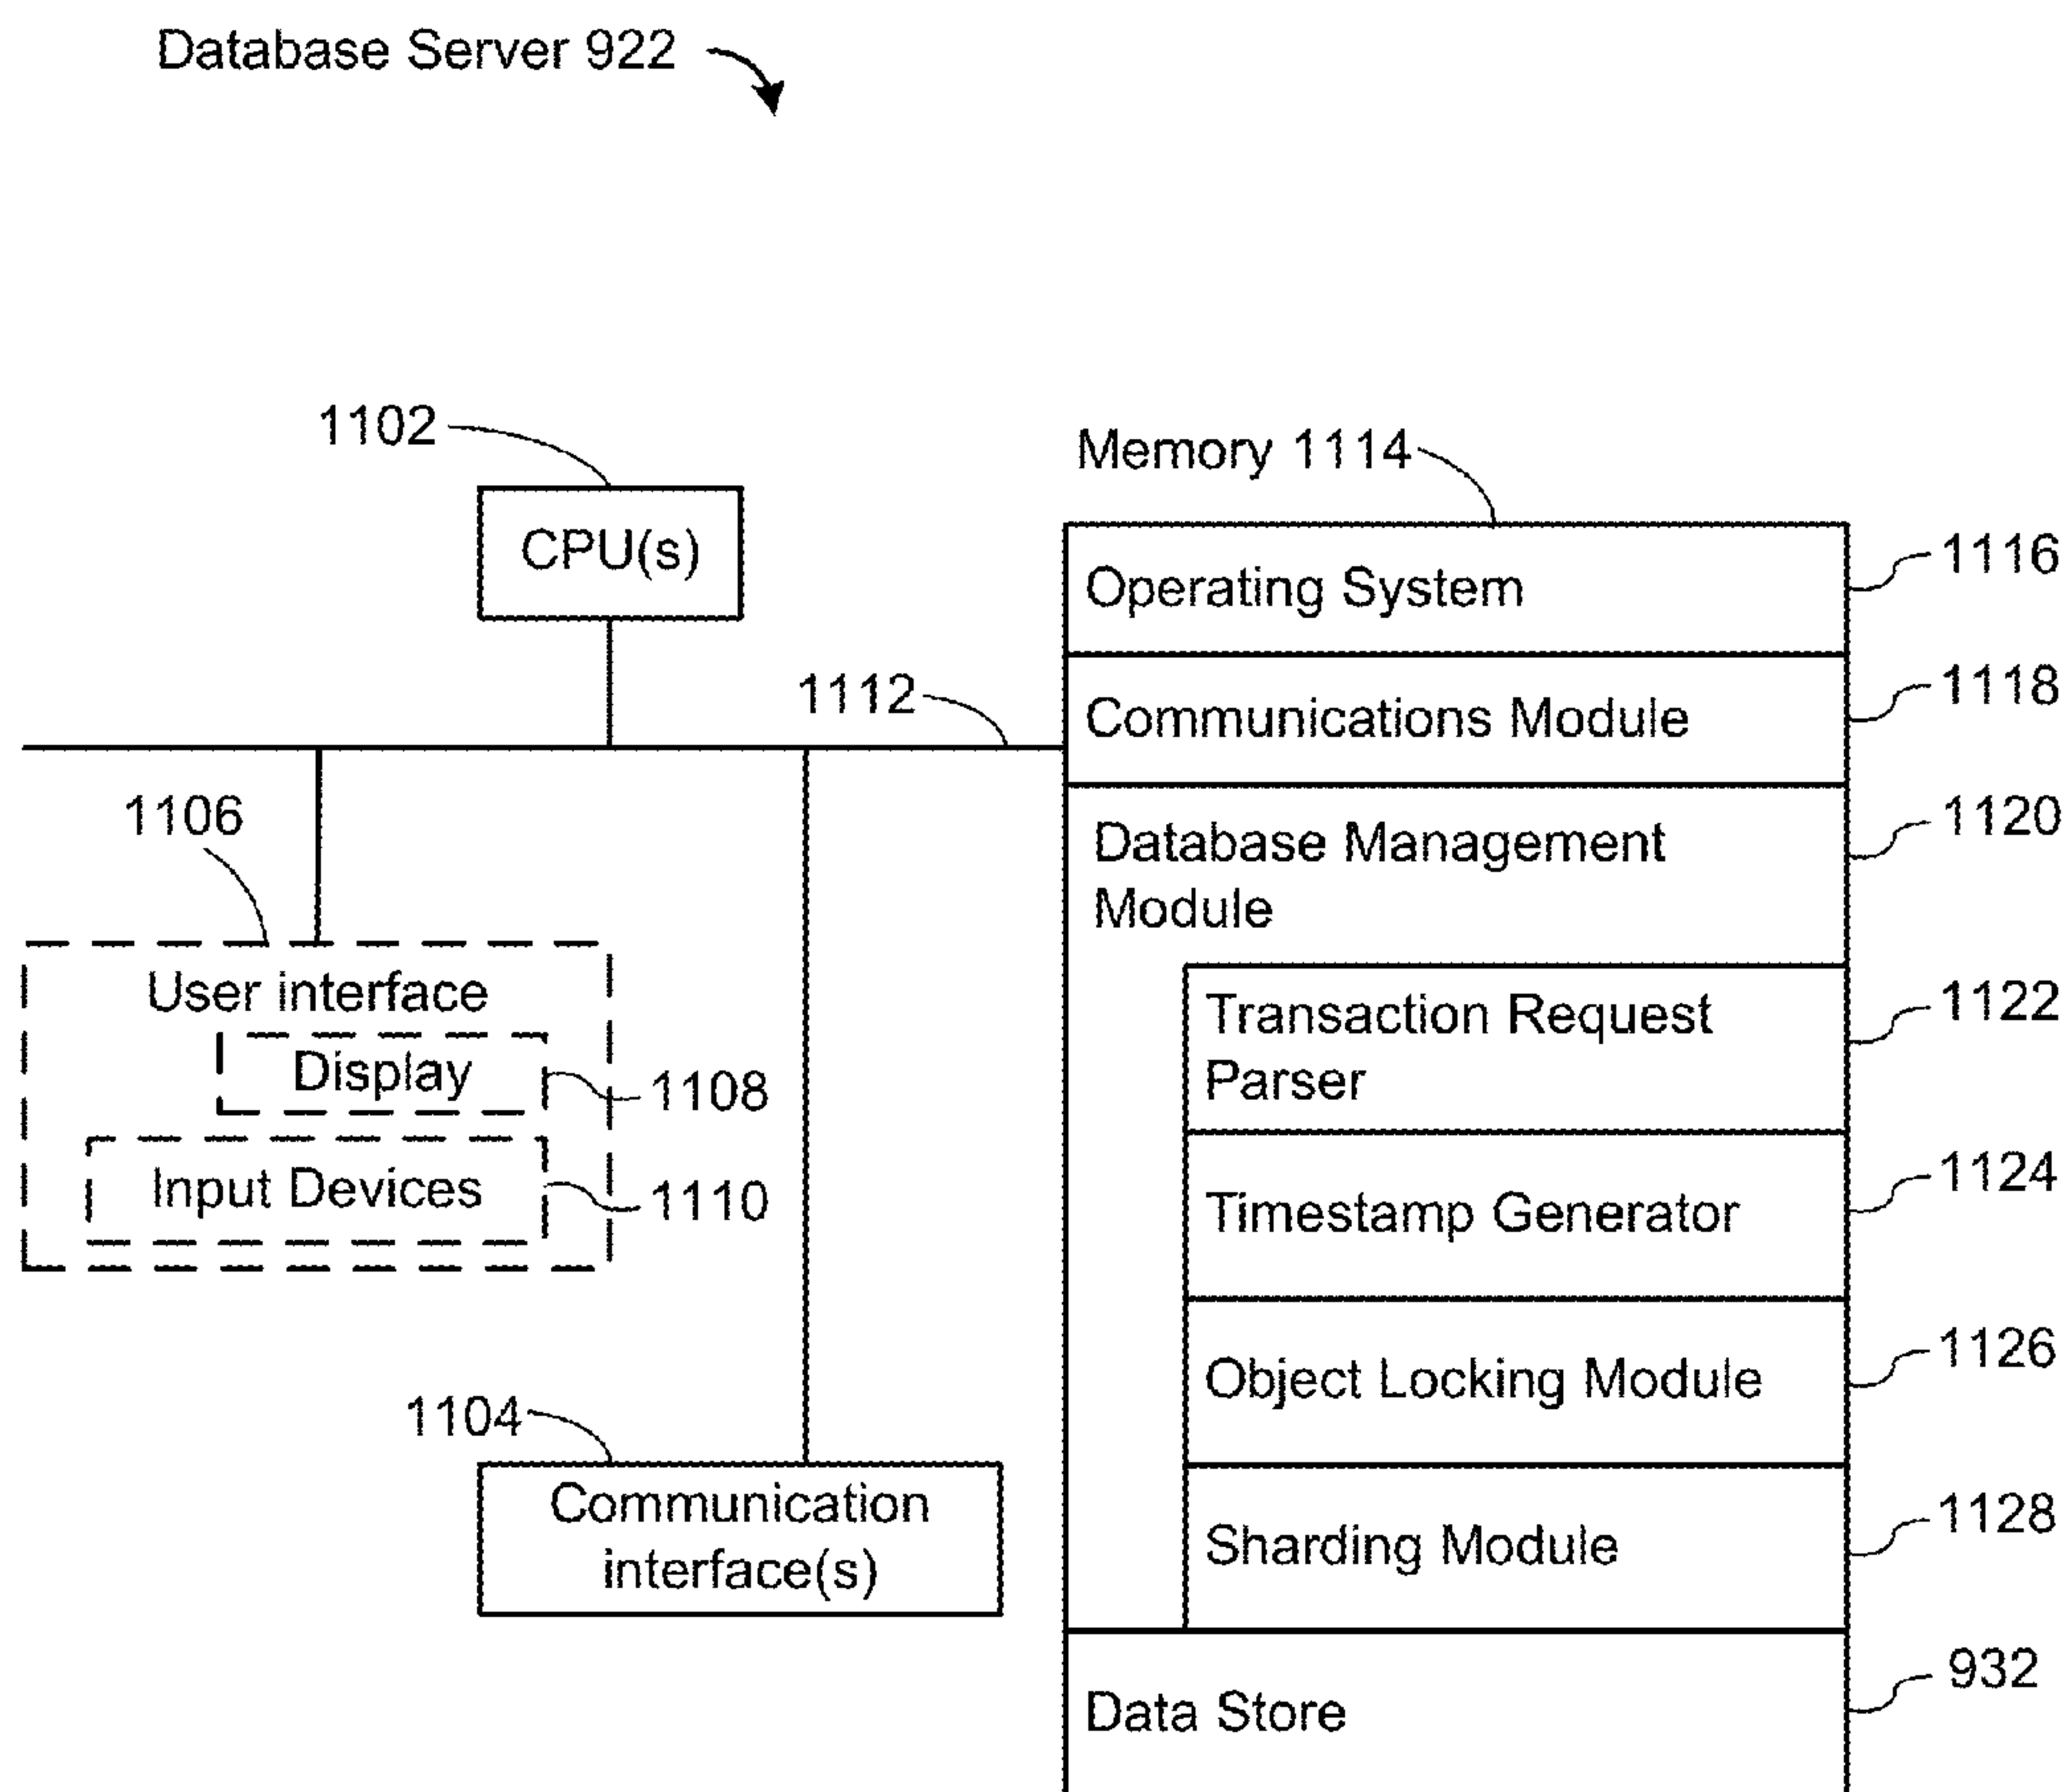 Database Server 922
1102
CPU(s)
1112
1106
User interface
Display
1108
Input Devices
1110
1104
Communication
interface(s)
Memory 1114
Operating System
1116
Communications Module
1118
Database Management
Module
1120
Transaction Request
Parser
1122
Timestamp Generator
1124
Object Locking Module
1126
Sharding Module
1128
Data Store
932